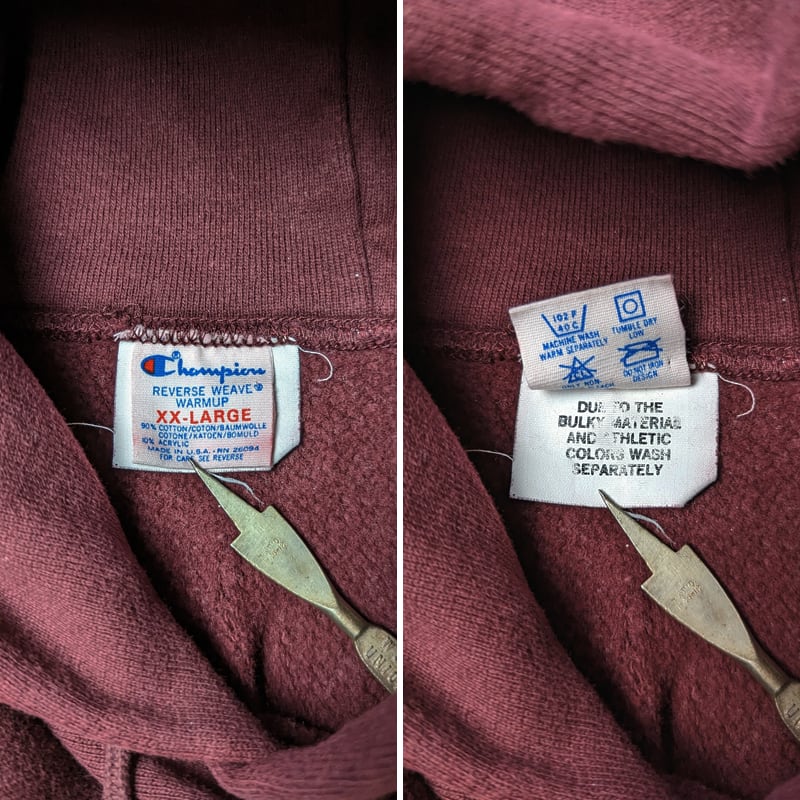 Champion
REVERSE WEAVE®
WARMUP
XX-LARGE
90% COTTON/COTON/BAUMWOLLE
COTONE/KATOEN/BOMULD
10% ACRYLIC
MADE IN U.S.A. - RN 26094
FOR CARE SEE REVERSE
102 F
40 C
MACHINE WASH
WARM SEPARATELY
TUMBLE DRY
LOW
DO NOT IRON
DESIGN
DUE TO THE
BULKY MATERIAL
AND ATHLETIC
COLORS WASH
SEPARATELY